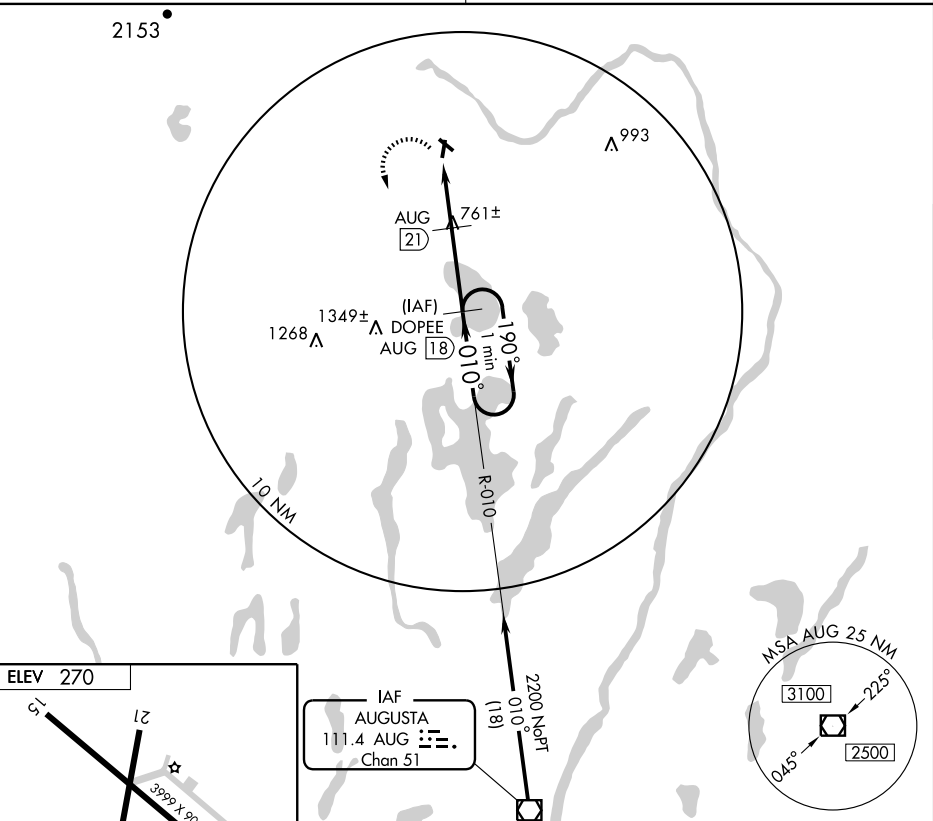 2153
993
AUG
21
761±
(IAF)
DOPEE
AUG 18
1349±
1268
010°
1 min
190°
R-010
10 NM
2200 NoPT
010°
(18)
IAF
AUGUSTA
111.4 AUG
Chan 51
MSA AUG 25 NM
3100
225°
045°
2500
ELEV 270
15
21
3999 X